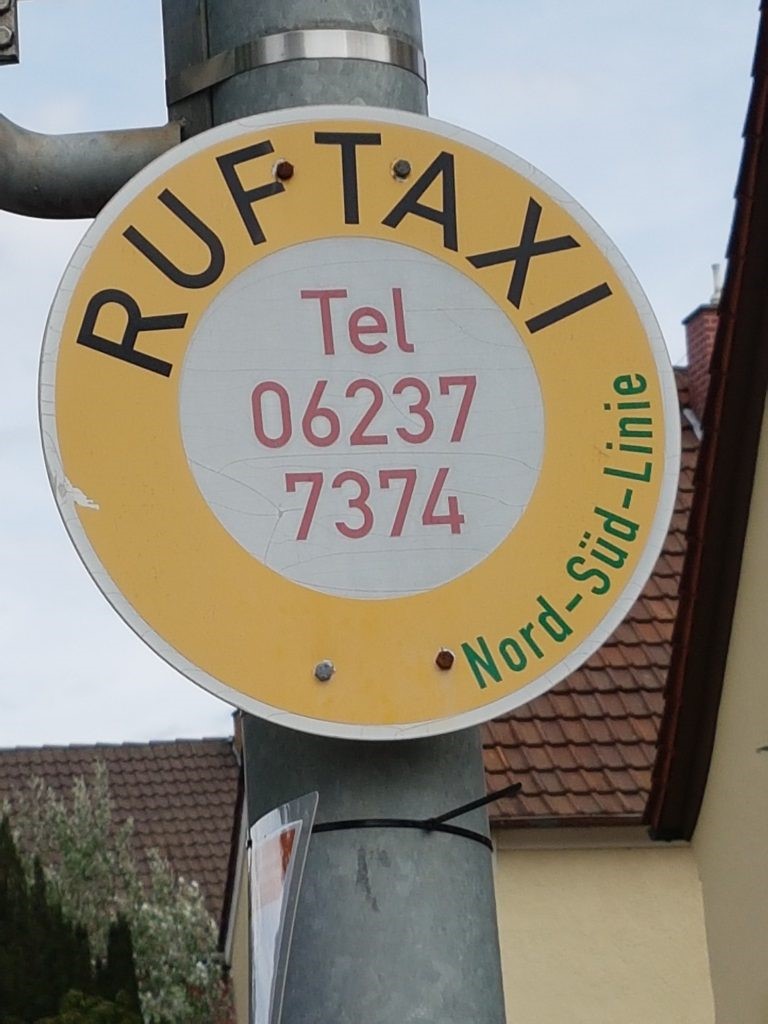 RUFTAXI
Tel
06237
7374
Nord-Süd-Linie